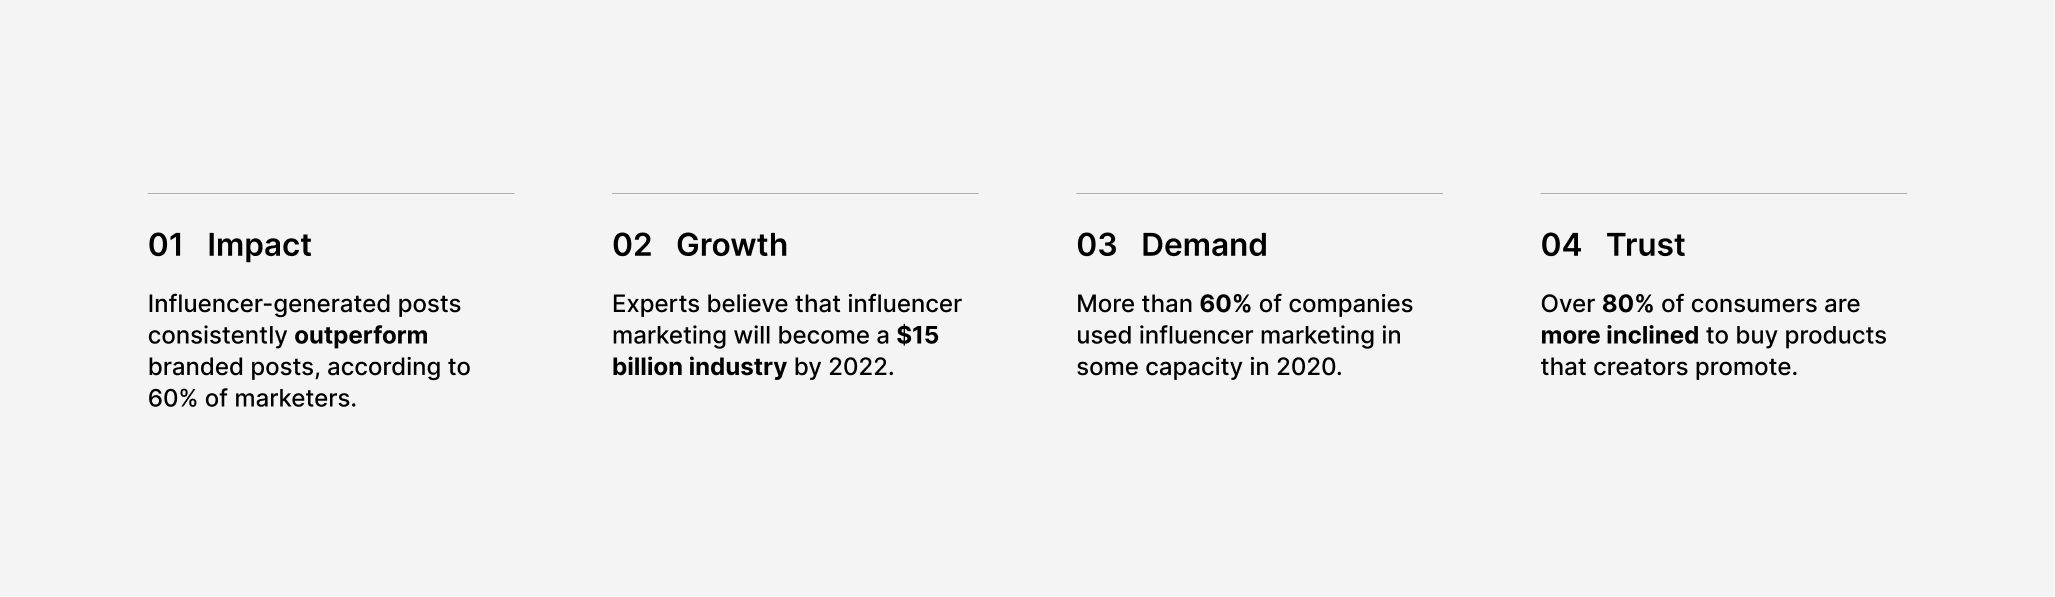 01 Impact
Influencer-generated posts
consistently outperform
branded posts, according to
60% of marketers.
02 Growth
Experts believe that influencer
marketing will become a $15
billion industry by 2022.
03 Demand
More than 60% of companies
used influencer marketing in
some capacity in 2020.
04 Trust
Over 80% of consumers are
more inclined to buy products
that creators promote.